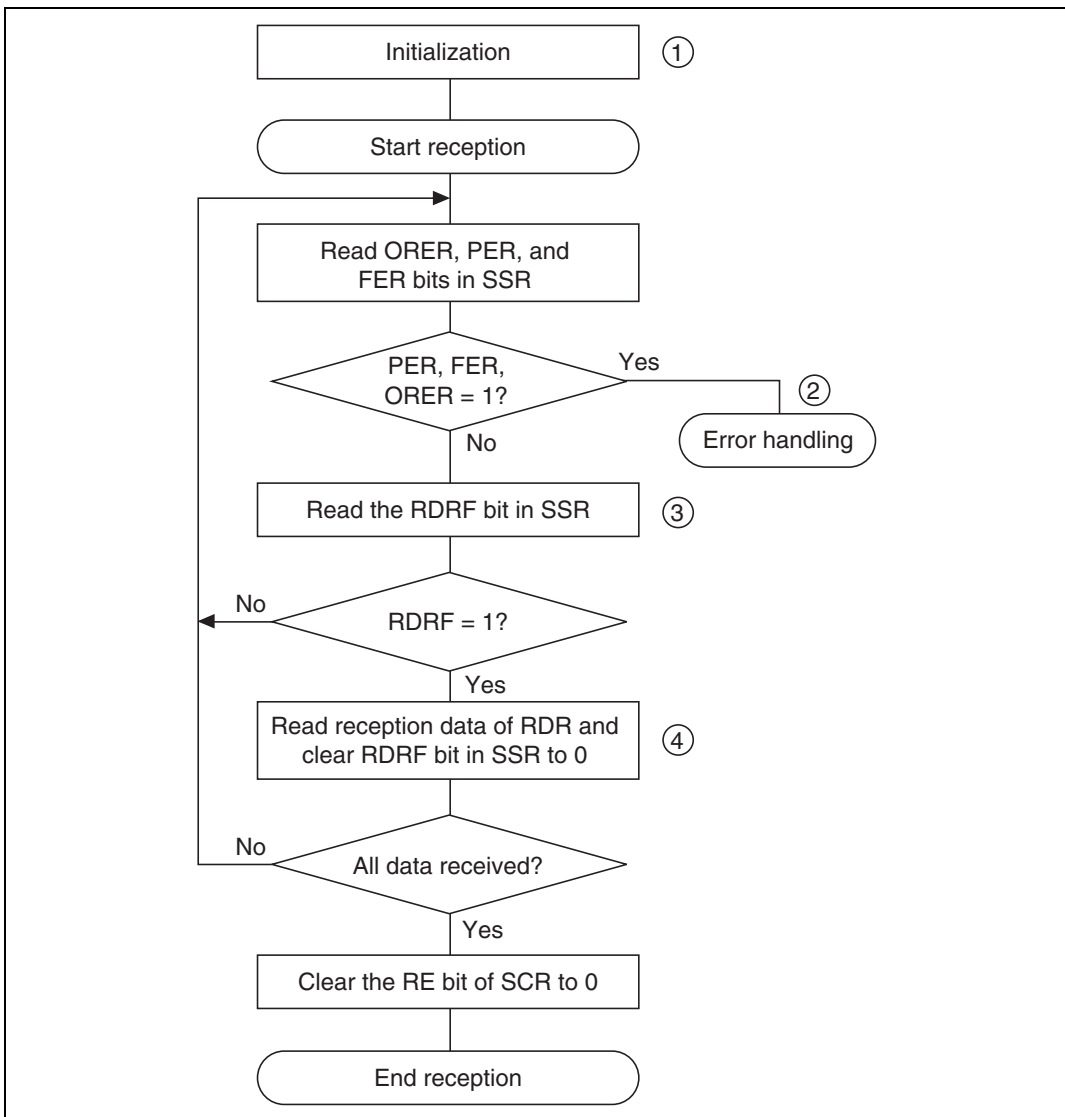 Initialization
①
Start reception
Read ORER, PER, and
FER bits in SSR
PER, FER,
ORER = 1?
Yes
②
Error handling
No
Read the RDRF bit in SSR
③
No
RDRF = 1?
Yes
Read reception data of RDR and
clear RDRF bit in SSR to 0
④
No
All data received?
Yes
Clear the RE bit of SCR to 0
End reception